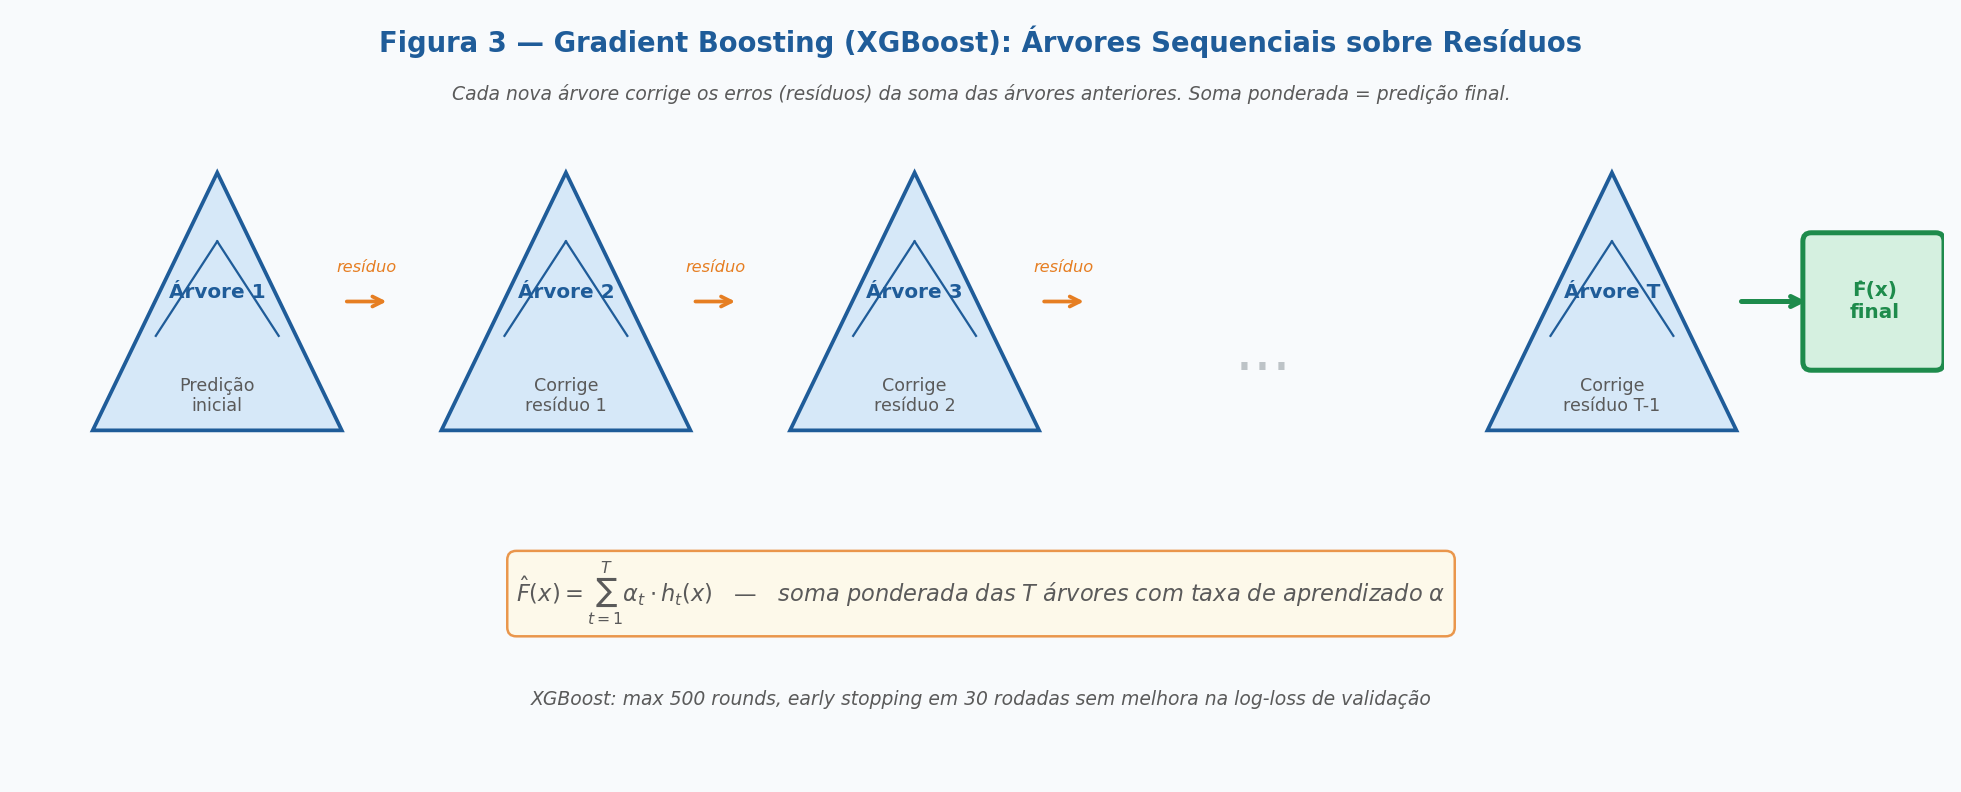 Figura 3 — Gradient Boosting (XGBoost): Árvores Sequenciais sobre Resíduos
Cada nova árvore corrige os erros (resíduos) da soma das árvores anteriores. Soma ponderada = predição final.
Árvore 1
Predição
inicial
resíduo
Árvore 2
Corrige
resíduo 1
resíduo
Árvore 3
Corrige
resíduo 2
resíduo
...
Árvore T
Corrige
resíduo T-1
F̂(x)
final
F̂(x) = ∑_{t=1}^{T} α_t · h_t(x) — soma ponderada das T árvores com taxa de aprendizado α
XGBoost: max 500 rounds, early stopping em 30 rodadas sem melhora na log-loss de validação